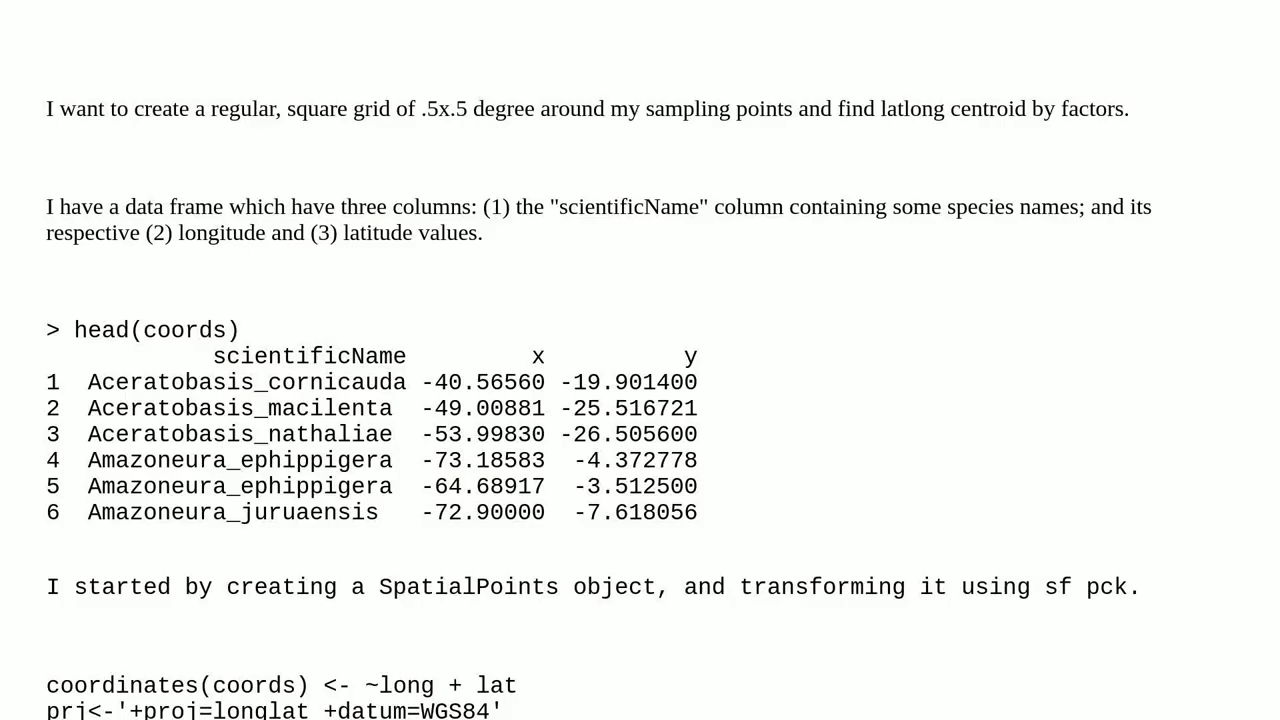 I want to create a regular, square grid of .5x.5 degree around my sampling points and find latlong centroid by factors.
I have a data frame which have three columns: (1) the "scientificName" column containing some species names; and its
respective (2) longitude and (3) latitude values.
> head(coords)
            scientificName         x          y
1  Aceratobasis_cornicauda -40.56560 -19.901400
2  Aceratobasis_macilenta  -49.00881 -25.516721
3  Aceratobasis_nathaliae  -53.99830 -26.505600
4  Amazoneura_ephippigera  -73.18583  -4.372778
5  Amazoneura_ephippigera  -64.68917  -3.512500
6  Amazoneura_juruaensis   -72.90000  -7.618056
I started by creating a SpatialPoints object, and transforming it using sf pck.
coordinates(coords) <- ~long + lat
prj<-'+proj=longlat +datum=WGS84'